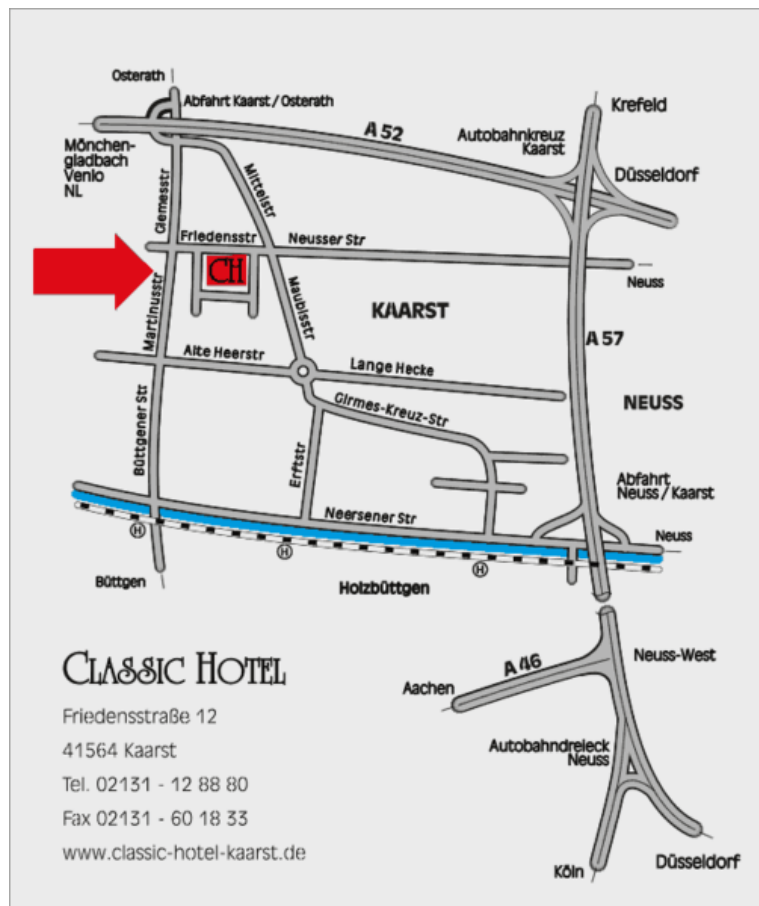 Osterath
Abfahrt Kaarst / Osterath
Krefeld
A 52
Autobahnkreuz
Kaarst
Mönchen-
gladbach
Venlo
NL
Düsseldorf
Clemesstr
Mittelstr
Friedensstr
Neusser Str
CH
Neuss
Martinusstr
Maubisstr
KAARST
A 57
Alte Heerstr
Lange Hecke
NEUSS
Girmes-Kreuz-Str
Büttgener Str
Erftstr
Abfahrt
Neuss / Kaarst
Neersener Str
Neuss
H
H
H
Büttgen
Holzbüttgen
CLASSIC HOTEL
Friedensstraße 12
41564 Kaarst
Tel. 02131 - 12 88 80
Fax 02131 - 60 18 33
www.classic-hotel-kaarst.de
Neuss-West
A 46
Aachen
Autobahndreieck
Neuss
Köln
Düsseldorf